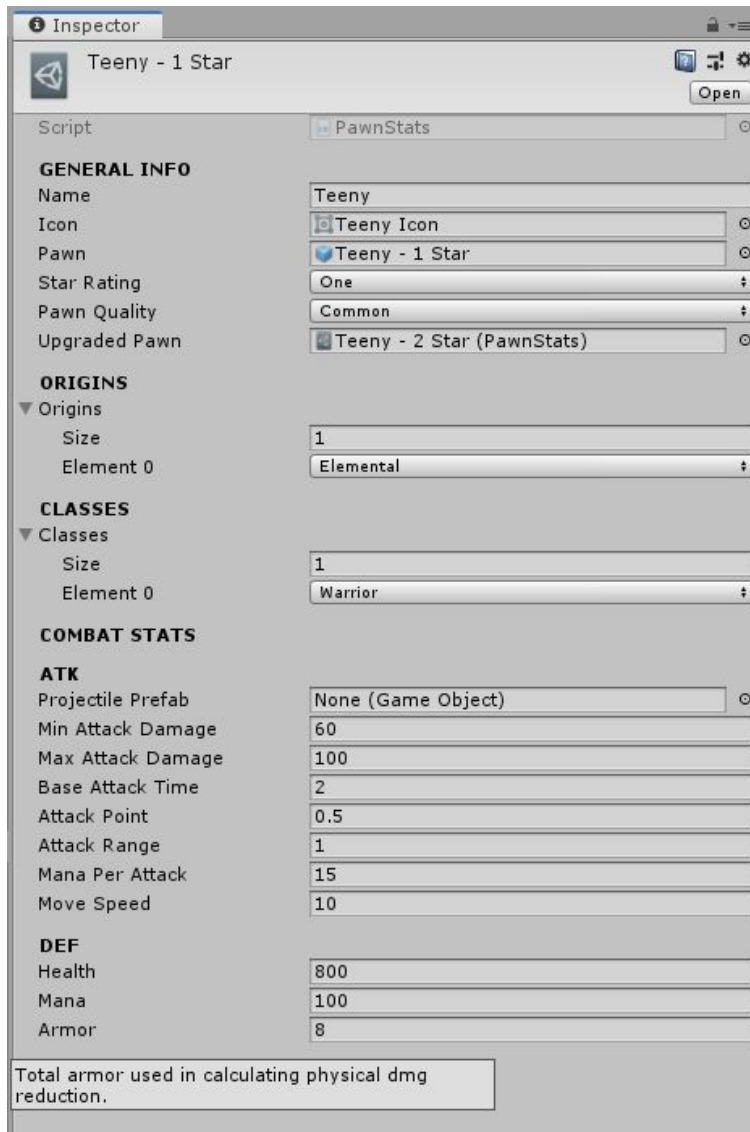 Inspector
Teeny - 1 Star
Open
Script PawnStats
GENERAL INFO
Name Teeny
Icon Teeny Icon
Pawn Teeny - 1 Star
Star Rating One
Pawn Quality Common
Upgraded Pawn Teeny - 2 Star (PawnStats)
ORIGINS
Origins
Size 1
Element 0 Elemental
CLASSES
Classes
Size 1
Element 0 Warrior
COMBAT STATS
ATK
Projectile Prefab None (Game Object)
Min Attack Damage 60
Max Attack Damage 100
Base Attack Time 2
Attack Point 0.5
Attack Range 1
Mana Per Attack 15
Move Speed 10
DEF
Health 800
Mana 100
Armor 8
Total armor used in calculating physical dmg
reduction.